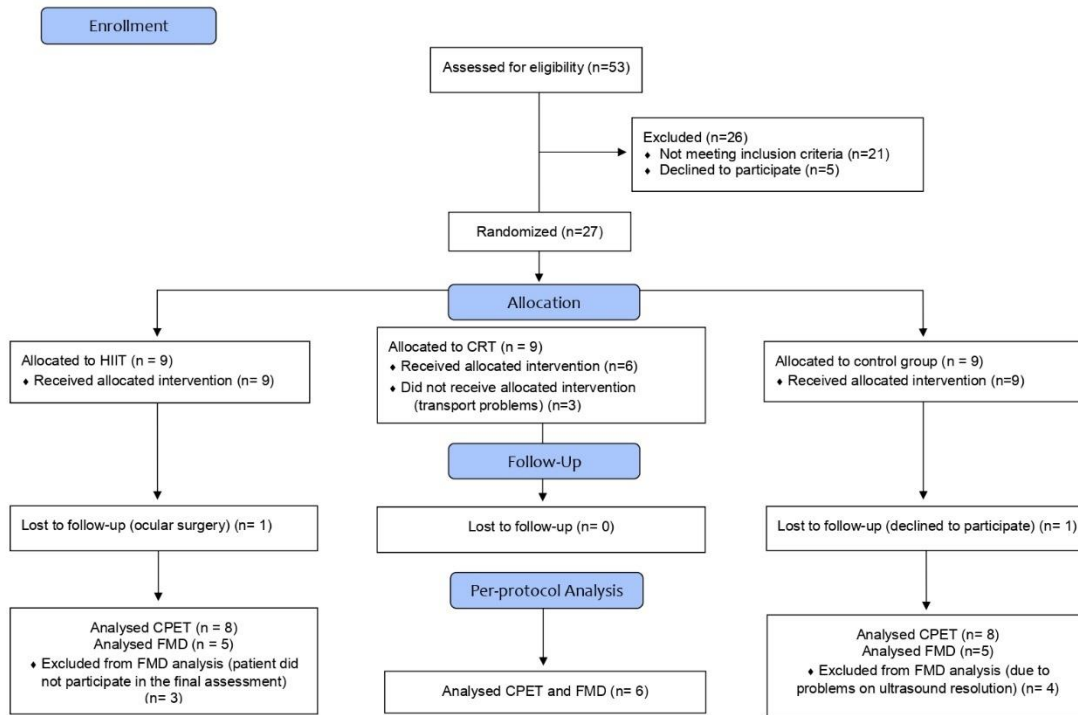 Enrollment
Assessed for eligibility (n=53)
Excluded (n=26)
♦ Not meeting inclusion criteria (n=21)
♦ Declined to participate (n=5)
Randomized (n=27)
Allocation
Allocated to HIIT (n = 9)
♦ Received allocated intervention (n= 9)
Allocated to CRT (n = 9)
♦ Received allocated intervention (n=6)
♦ Did not receive allocated intervention
(transport problems) (n=3)
Allocated to control group (n = 9)
♦ Received allocated intervention (n=9)
Follow-Up
Lost to follow-up (ocular surgery) (n= 1)
Lost to follow-up (n= 0)
Lost to follow-up (declined to participate) (n= 1)
Per-protocol Analysis
Analysed CPET (n = 8)
Analysed FMD (n = 5)
♦ Excluded from FMD analysis (patient did
not participate in the final assessment)
(n= 3)
Analysed CPET and FMD (n= 6)
Analysed CPET (n= 8)
Analysed FMD (n=5)
♦ Excluded from FMD analysis (due to
problems on ultrasound resolution) (n= 4)